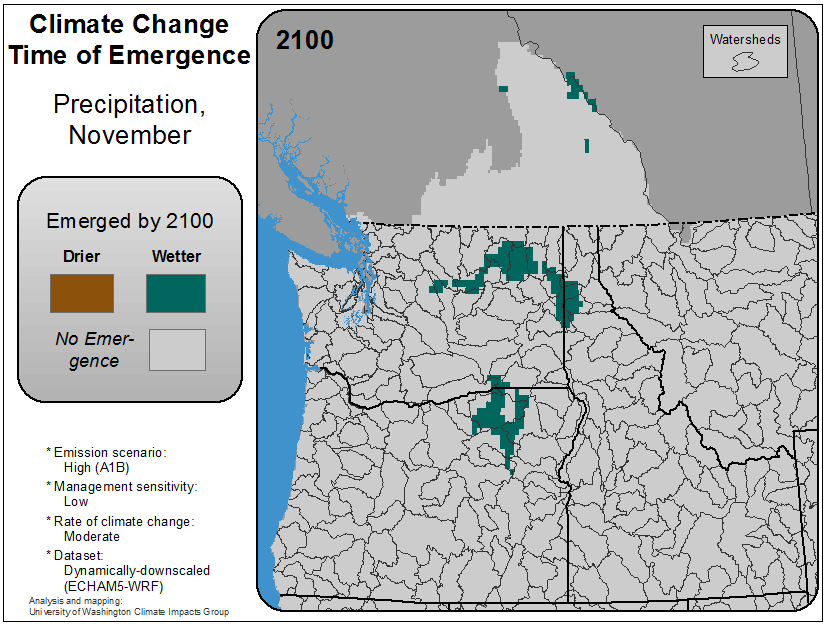 Climate Change
Time of Emergence
Precipitation,
November
Emerged by 2100
Drier
Wetter
No Emer-
gence
* Emission scenario:
High (A1B)
* Management sensitivity:
Low
* Rate of climate change:
Moderate
* Dataset:
Dynamically-downscaled
(ECHAM5-WRF)
Analysis and mapping:
University of Washington Climate Impacts Group
2100
Watersheds